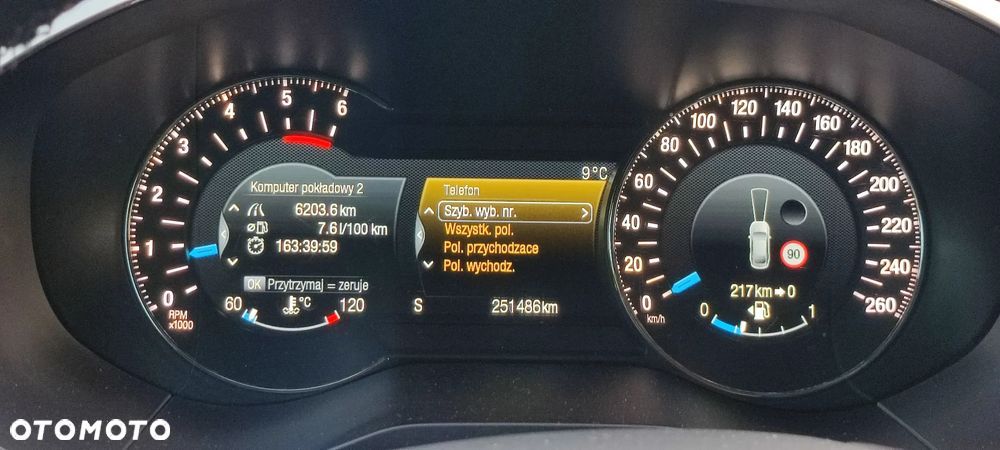 0
1
2
3
4
5
6
RPM
x1000
Komputer pokładowy 2
6203.6 km
7.6 l/100 km
163:39:59
OK Przytrzymaj = zeruje
60 °C 120
9°C
Telefon
Szyb. wyb. nr. >
Wszystk. pol.
Pol. przychodzace
Pol. wychodz.
S 251486 km
0
20
40
60
80
100
120
140
160
180
200
220
260
km/h
90
217km → 0
0 1
OTOMOTO